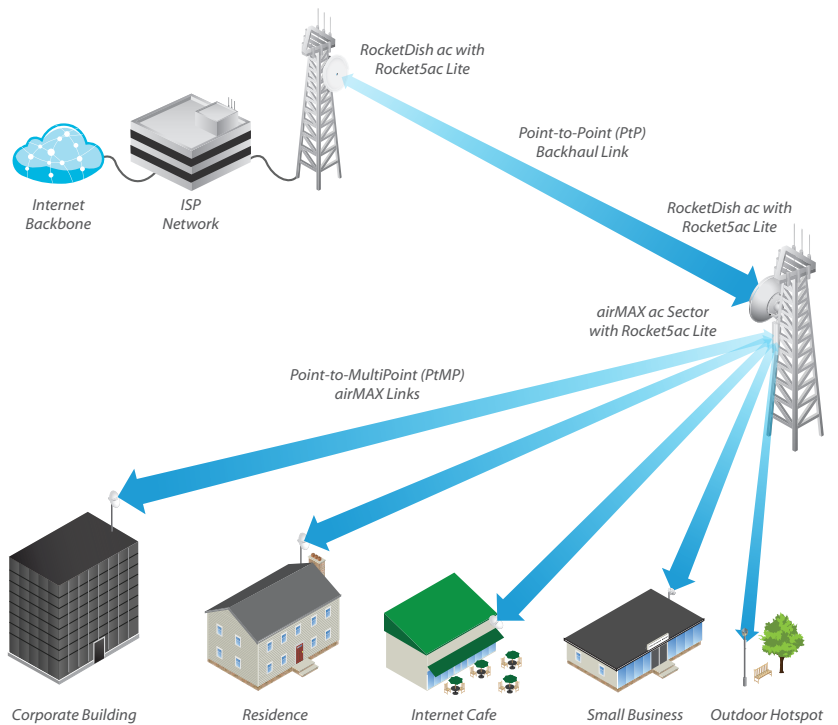 RocketDish ac with
Rocket5ac Lite
Point-to-Point (PtP)
Backhaul Link
Internet
Backbone
ISP
Network
RocketDish ac with
Rocket5ac Lite
airMAX ac Sector
with Rocket5ac Lite
Point-to-MultiPoint (PtMP)
airMAX Links
Corporate Building
Residence
Internet Cafe
Small Business
Outdoor Hotspot